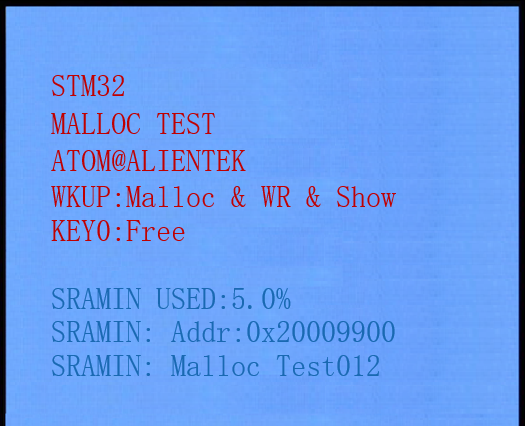 STM32
MALLOC TEST
ATOM@ALIENTEK
WKUP:Malloc & WR & Show
KEY0:Free
SRAMIN USED:5.0%
SRAMIN: Addr:0x20009900
SRAMIN: Malloc Test012